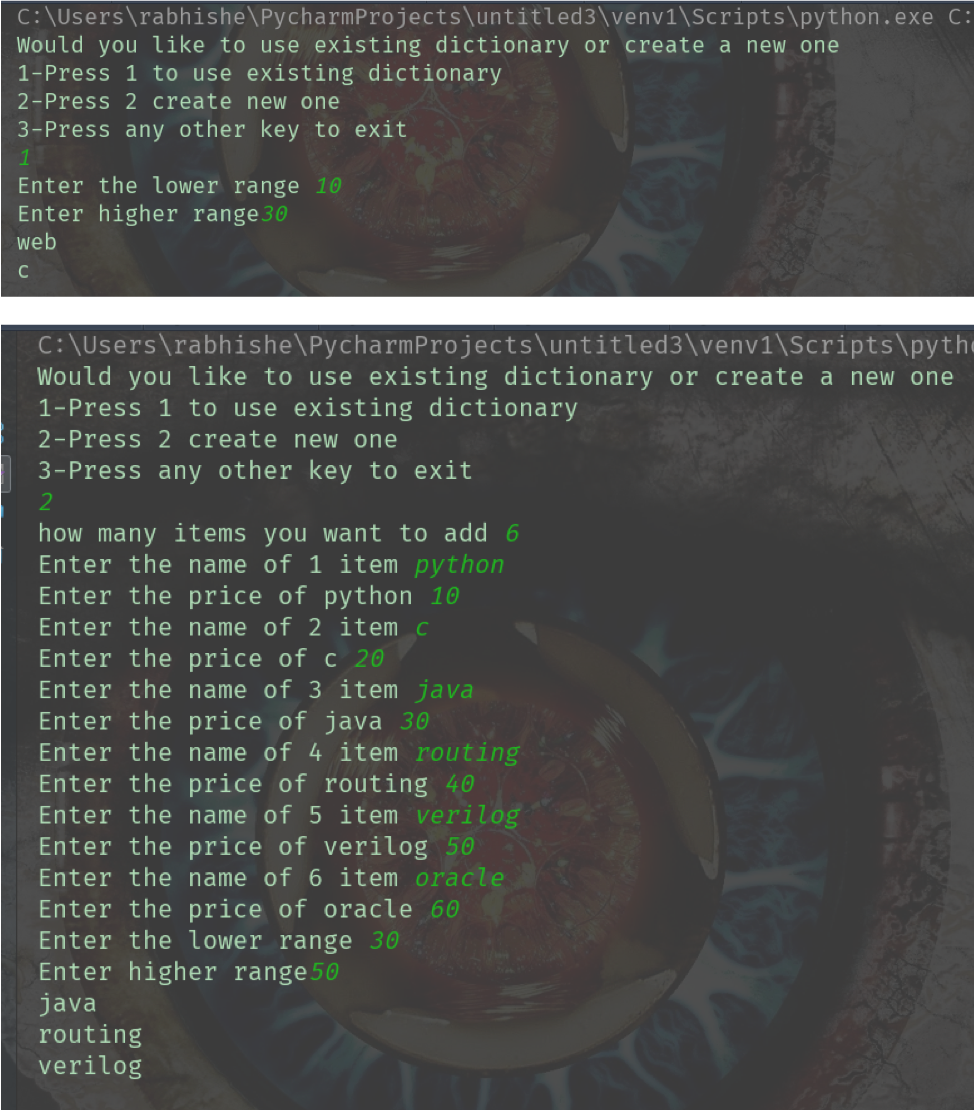 C:\Users\rabhishe\PycharmProjects\untitled3\venv1\Scripts\python.exe C:
Would you like to use existing dictionary or create a new one
1-Press 1 to use existing dictionary
2-Press 2 create new one
3-Press any other key to exit
1
Enter the lower range 10
Enter higher range30
web
c
C:\Users\rabhishe\PycharmProjects\untitled3\venv1\Scripts\pytho
Would you like to use existing dictionary or create a new one
1-Press 1 to use existing dictionary
2-Press 2 create new one
3-Press any other key to exit
2
how many items you want to add 6
Enter the name of 1 item python
Enter the price of python 10
Enter the name of 2 item c
Enter the price of c 20
Enter the name of 3 item java
Enter the price of java 30
Enter the name of 4 item routing
Enter the price of routing 40
Enter the name of 5 item verilog
Enter the price of verilog 50
Enter the name of 6 item oracle
Enter the price of oracle 60
Enter the lower range 30
Enter higher range50
java
routing
verilog